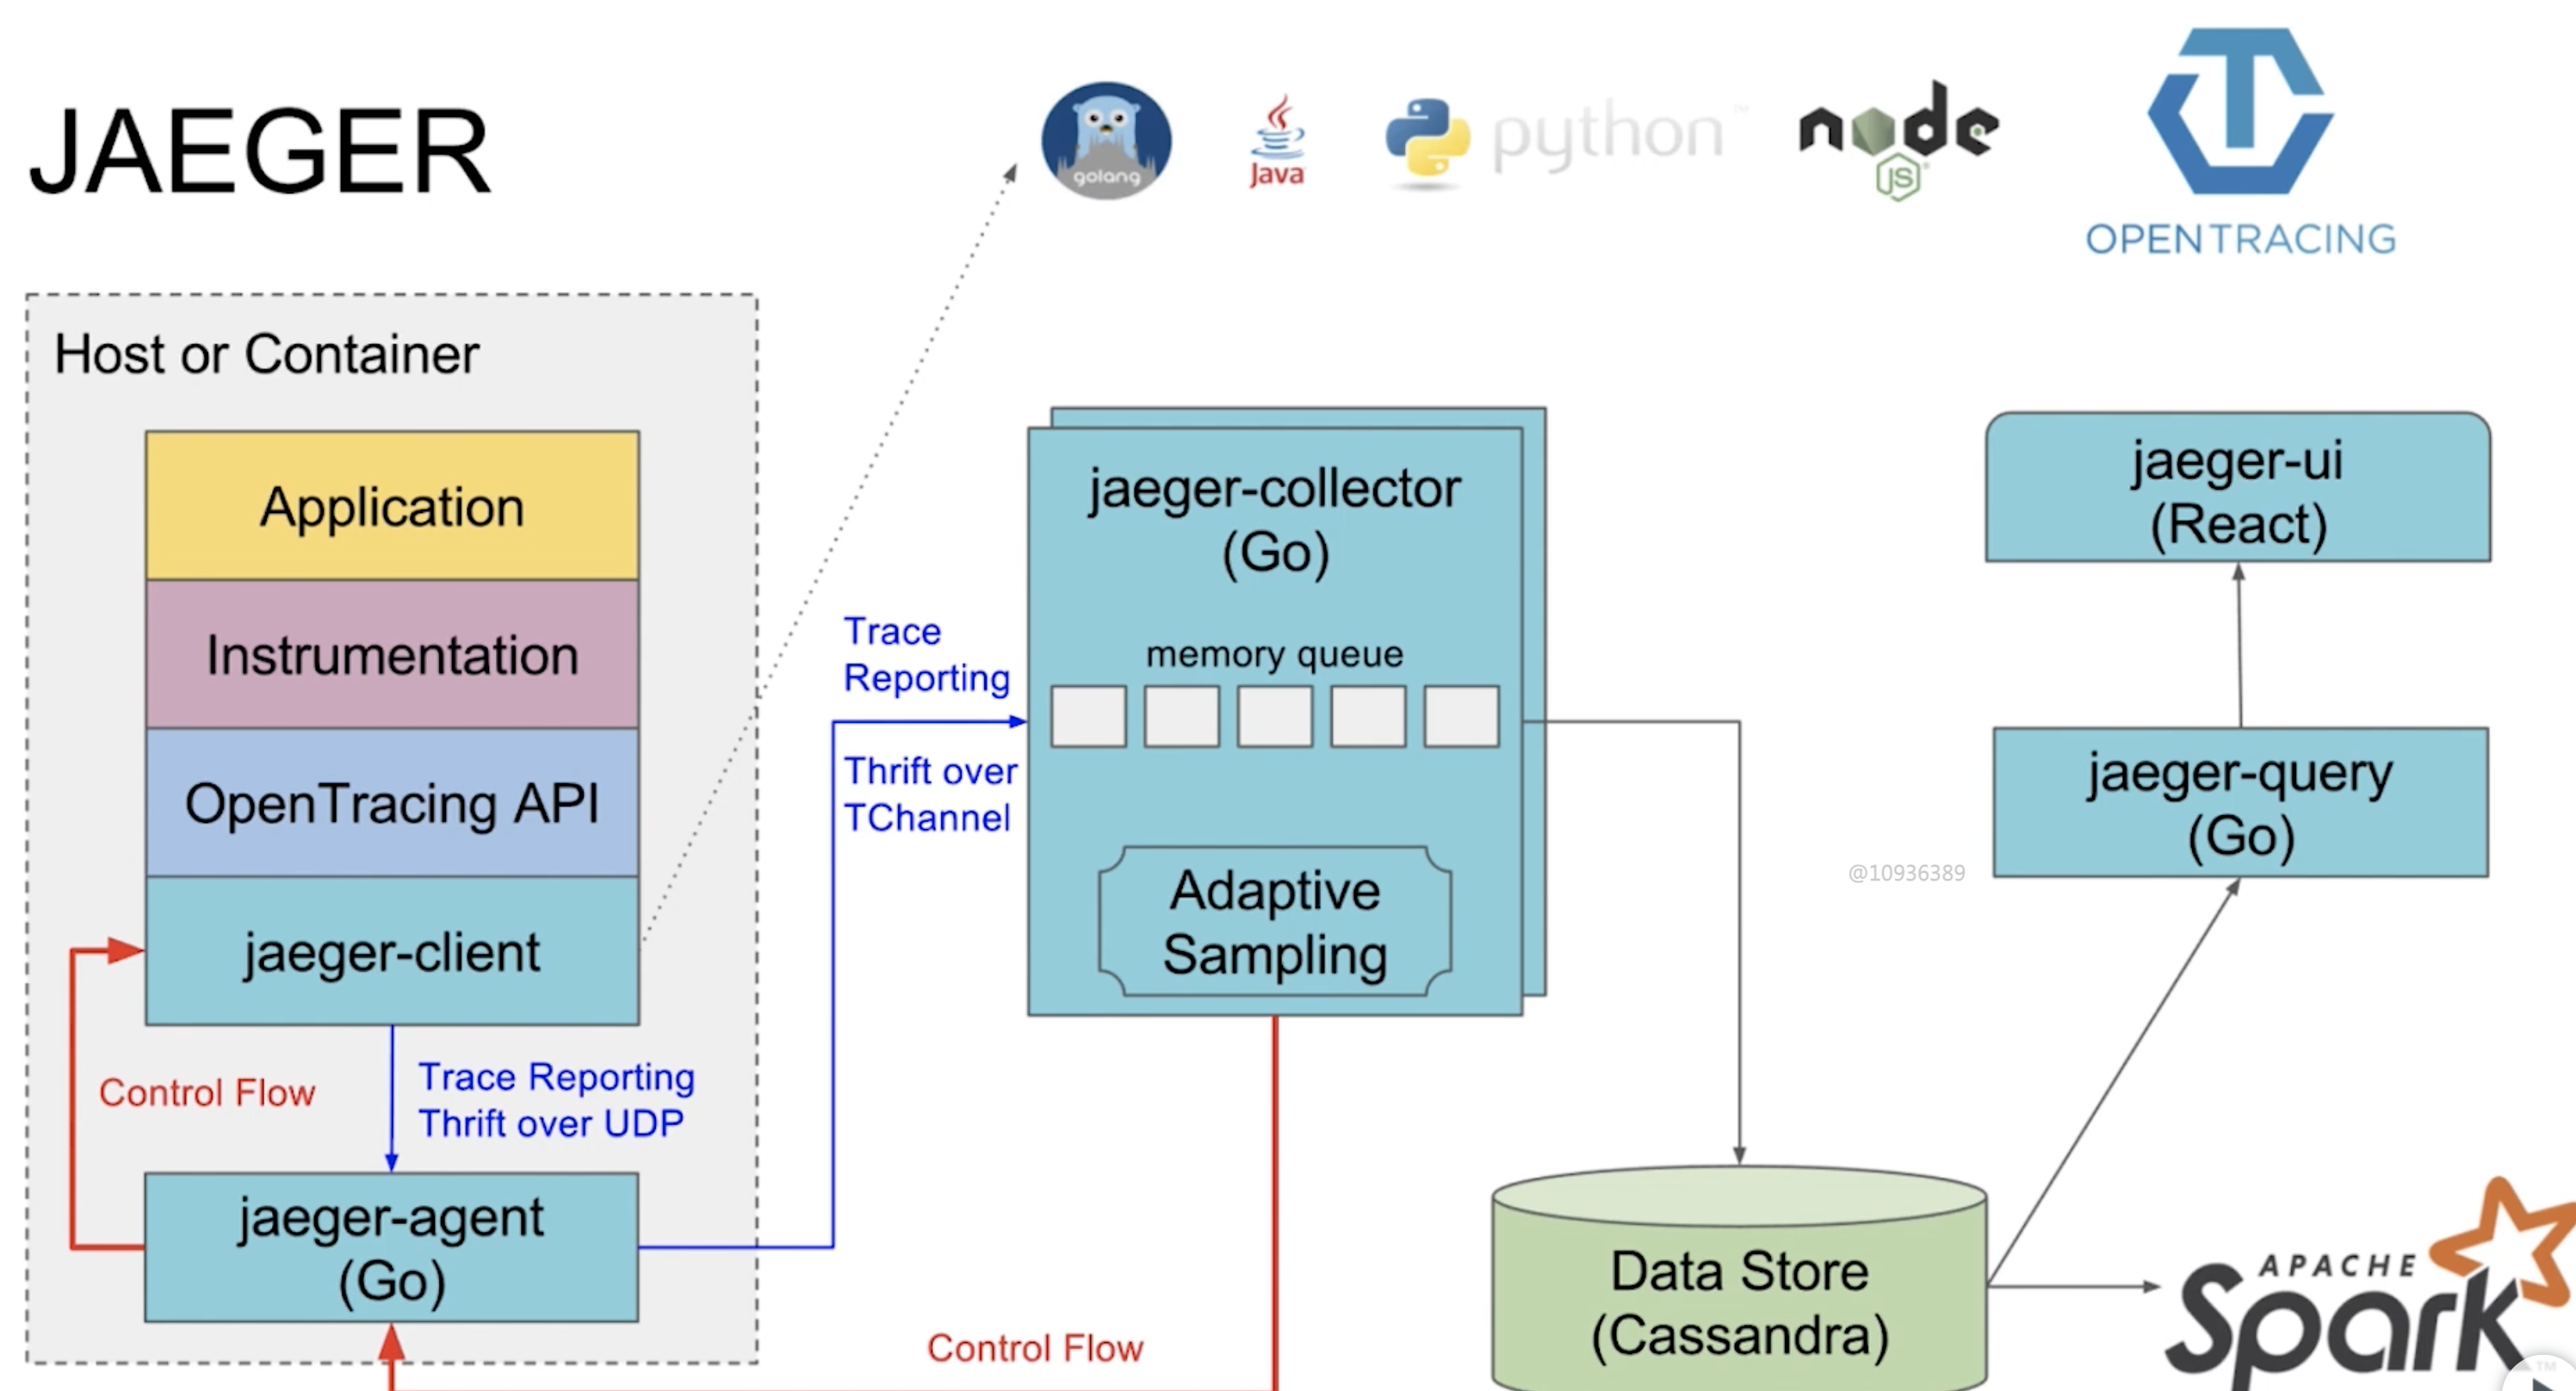 JAEGER
golang
Java
python
TM
node
JS
OPENTRACING
Host or Container
Application
Instrumentation
OpenTracing API
jaeger-client
Control Flow
Trace Reporting
Thrift over UDP
jaeger-agent
(Go)
Trace
Reporting
Thrift over
TChannel
jaeger-collector
(Go)
memory queue
Adaptive
Sampling
Control Flow
jaeger-ui
(React)
jaeger-query
(Go)
@10936389
Data Store
(Cassandra)
APACHE
Spark
TM